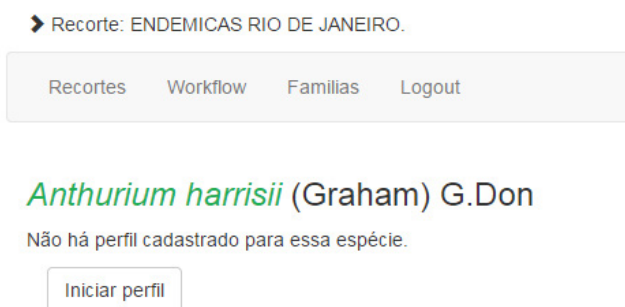 Recorte: ENDEMICAS RIO DE JANEIRO.
Recortes Workflow Familias Logout
Anthurium harrisii (Graham) G.Don
Não há perfil cadastrado para essa espécie.
Iniciar perfil